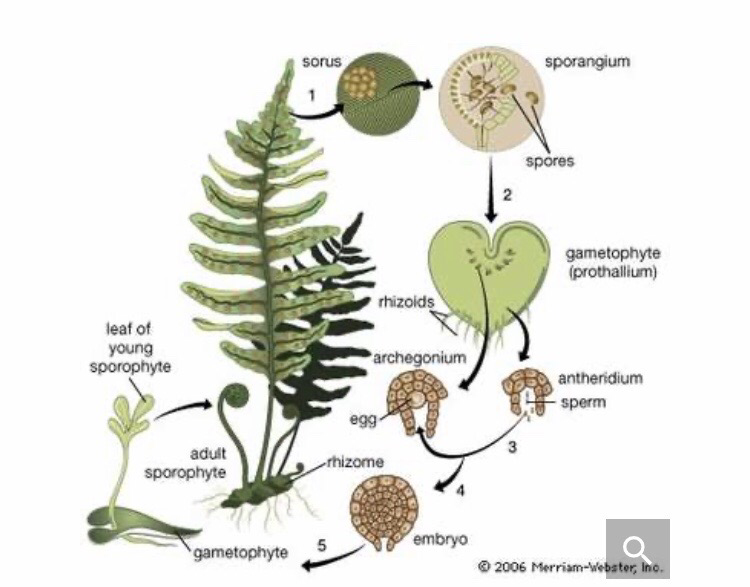 sorus
sporangium
1
spores
2
gametophyte
(prothallium)
rhizoids
leaf of
young
sporophyte
archegonium
antheridium
egg
sperm
3
adult
sporophyte
rhizome
4
embryo
gametophyte
5
© 2006 Merriam-Webster, Inc.